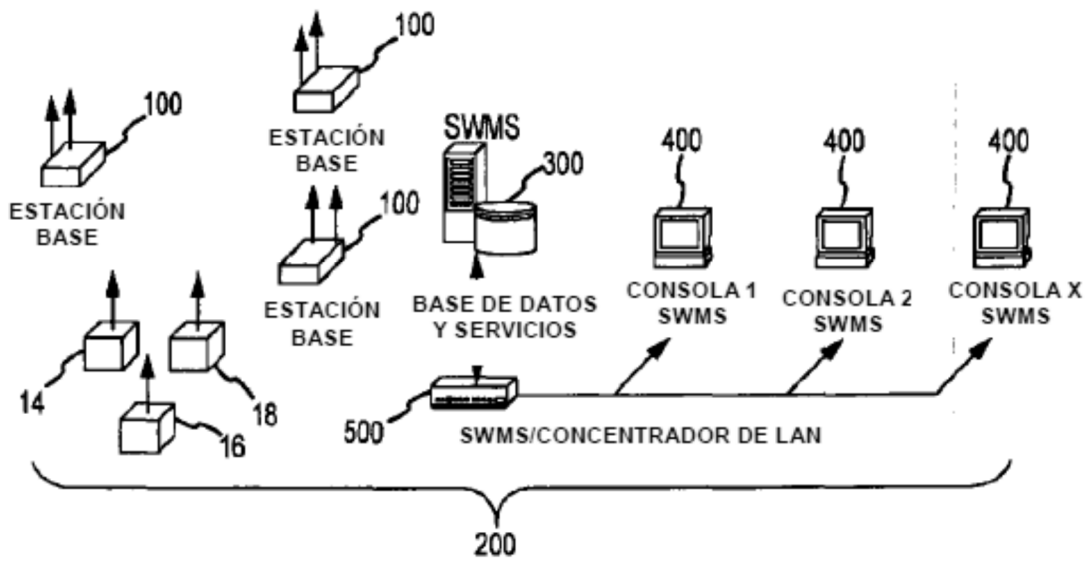 100
ESTACIÓN
BASE
100
ESTACIÓN
BASE
100
ESTACIÓN
BASE
SWMS
300
BASE DE DATOS
Y SERVICIOS
400
CONSOLA 1
SWMS
400
CONSOLA 2
SWMS
400
CONSOLA X
SWMS
14
18
16
500
SWMS/CONCENTRADOR DE LAN
200